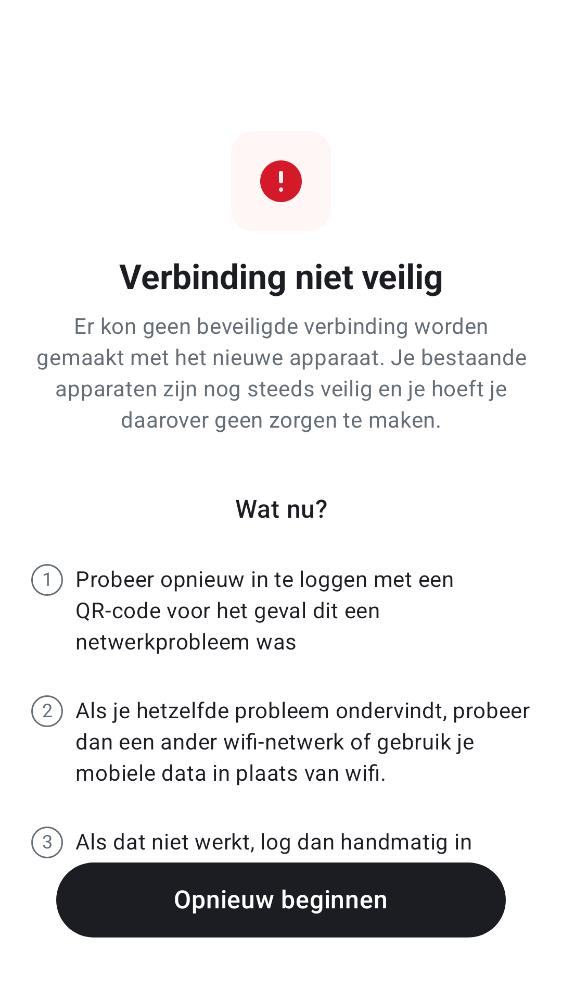 Verbinding niet veilig
Er kon geen beveiligde verbinding worden
gemaakt met het nieuwe apparaat. Je bestaande
apparaten zijn nog steeds veilig en je hoeft je
daarover geen zorgen te maken.
Wat nu?
1 Probeer opnieuw in te loggen met een
QR-code voor het geval dit een
netwerkprobleem was
2 Als je hetzelfde probleem ondervindt, probeer
dan een ander wifi-netwerk of gebruik je
mobiele data in plaats van wifi.
3 Als dat niet werkt, log dan handmatig in
Opnieuw beginnen